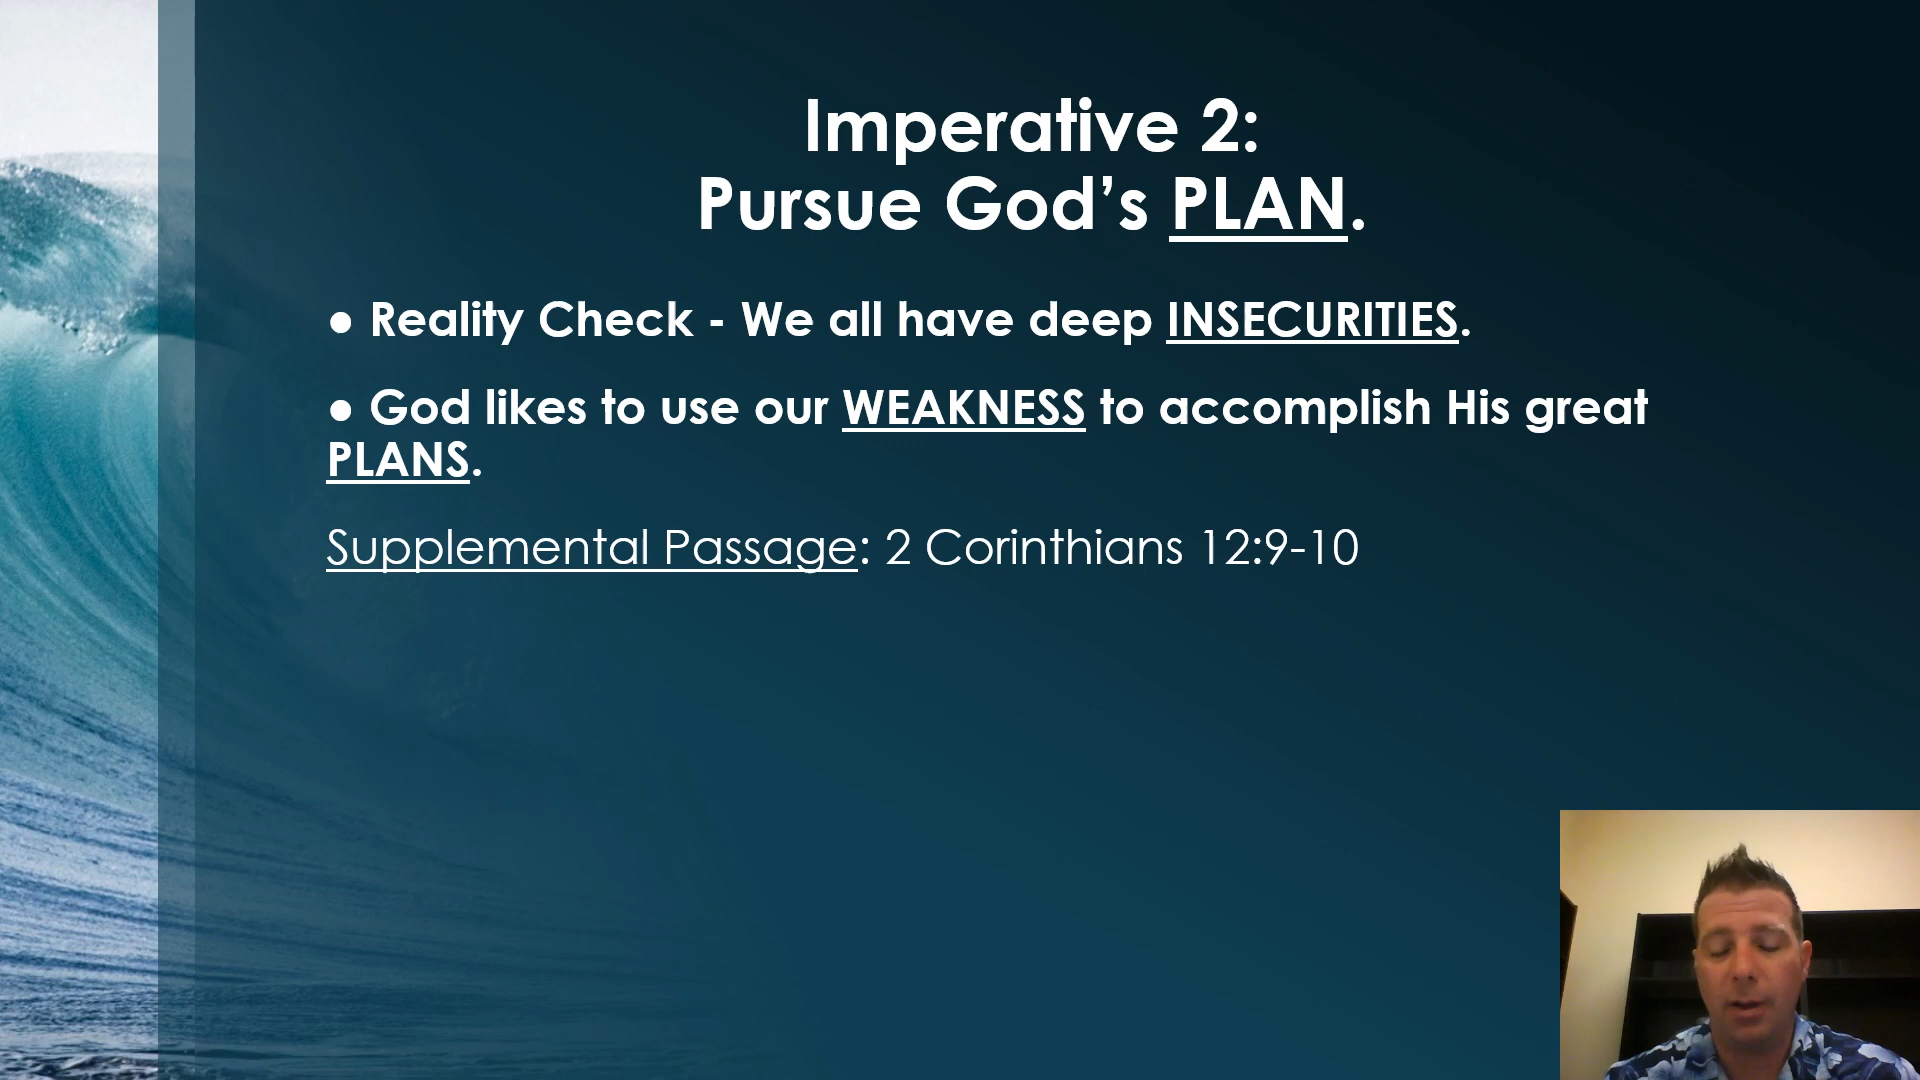 Imperative 2:
Pursue God’s PLAN.
● Reality Check - We all have deep INSECURITIES.
● God likes to use our WEAKNESS to accomplish His great
PLANS.
Supplemental Passage: 2 Corinthians 12:9-10